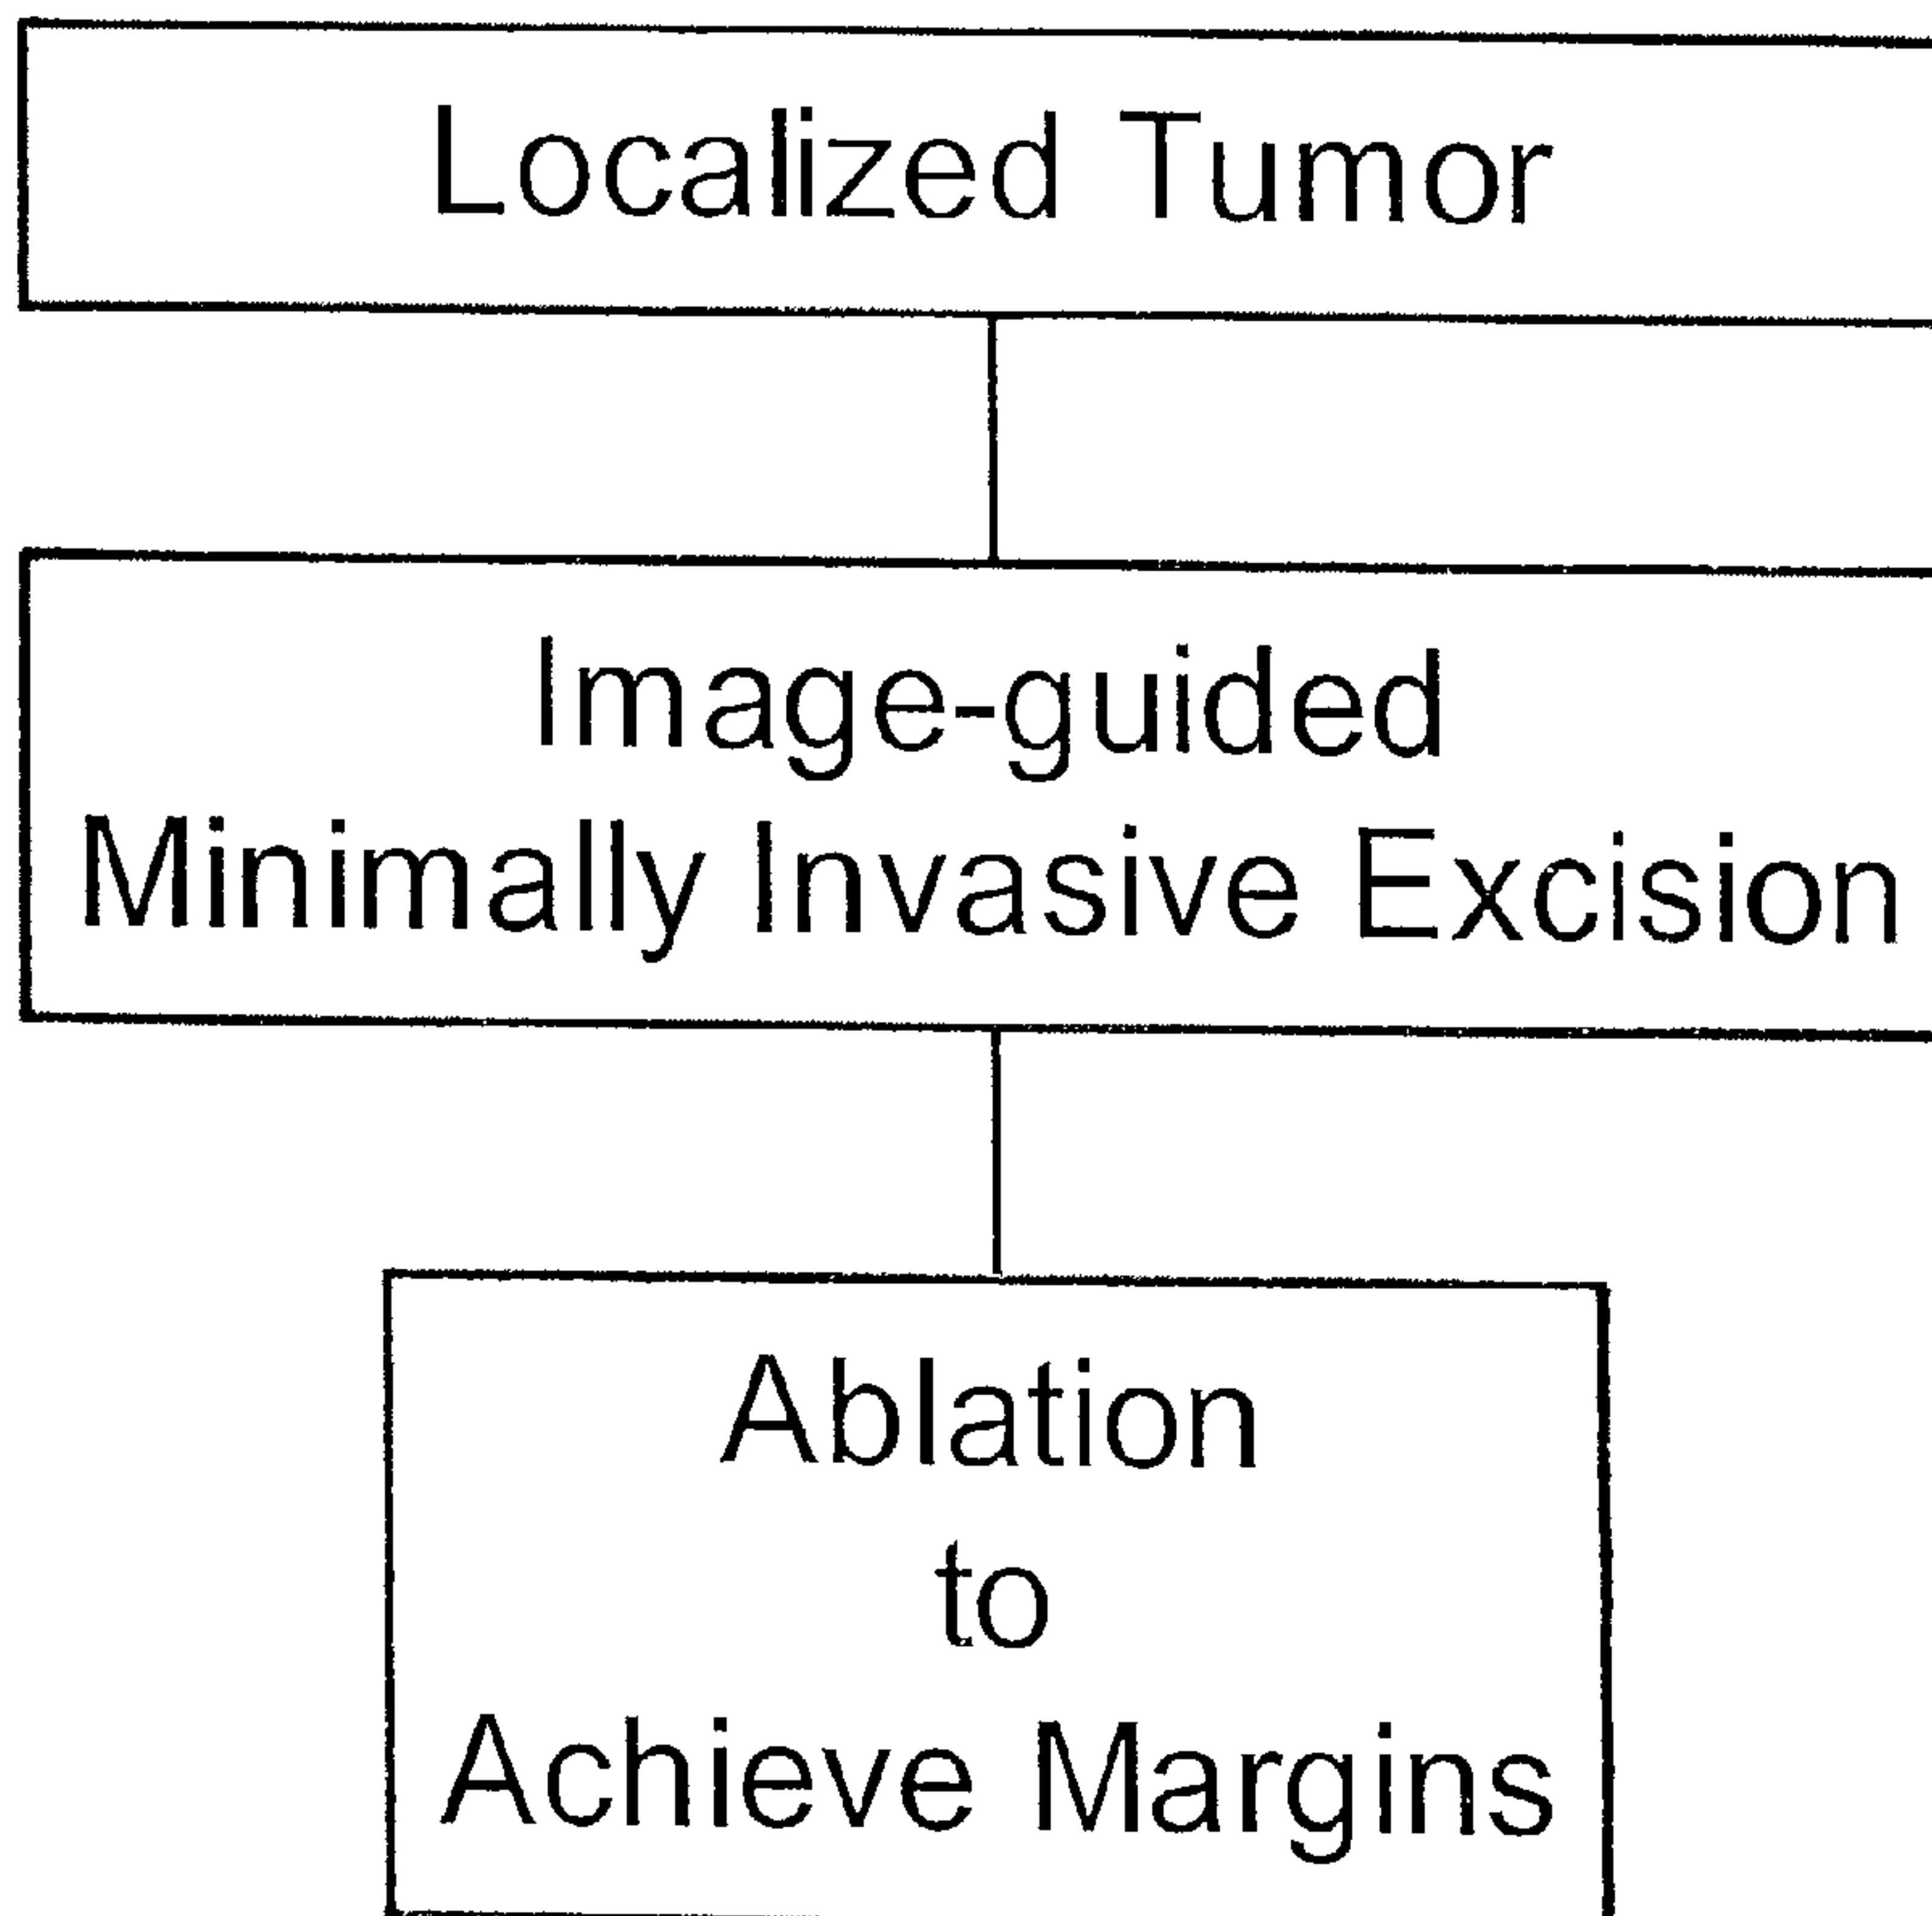 Localized Tumor
Image-guided
Minimally Invasive Excision
Ablation
to
Achieve Margins